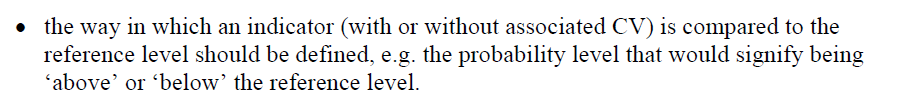 • the way in which an indicator (with or without associated CV) is compared to the
reference level should be defined, e.g. the probability level that would signify being
‘above’ or ‘below’ the reference level.